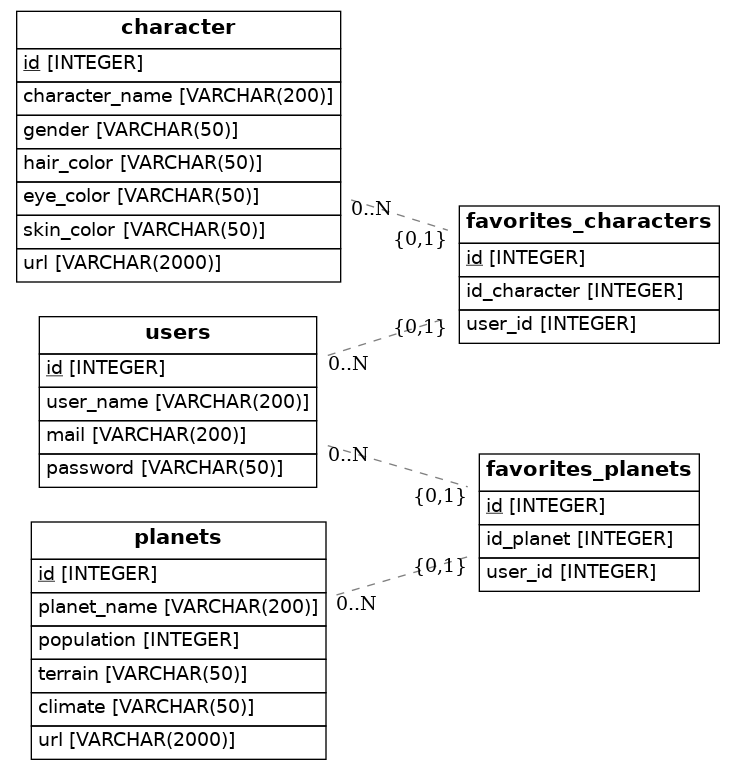 character
id [INTEGER]
character_name [VARCHAR(200)]
gender [VARCHAR(50)]
hair_color [VARCHAR(50)]
eye_color [VARCHAR(50)]
skin_color [VARCHAR(50)]
url [VARCHAR(2000)]
0..N
{0,1}
favorites_characters
id [INTEGER]
id_character [INTEGER]
user_id [INTEGER]
users
id [INTEGER]
user_name [VARCHAR(200)]
mail [VARCHAR(200)]
password [VARCHAR(50)]
{0,1}
0..N
0..N
{0,1}
favorites_planets
id [INTEGER]
id_planet [INTEGER]
user_id [INTEGER]
planets
id [INTEGER]
planet_name [VARCHAR(200)]
population [INTEGER]
terrain [VARCHAR(50)]
climate [VARCHAR(50)]
url [VARCHAR(2000)]
{0,1}
0..N